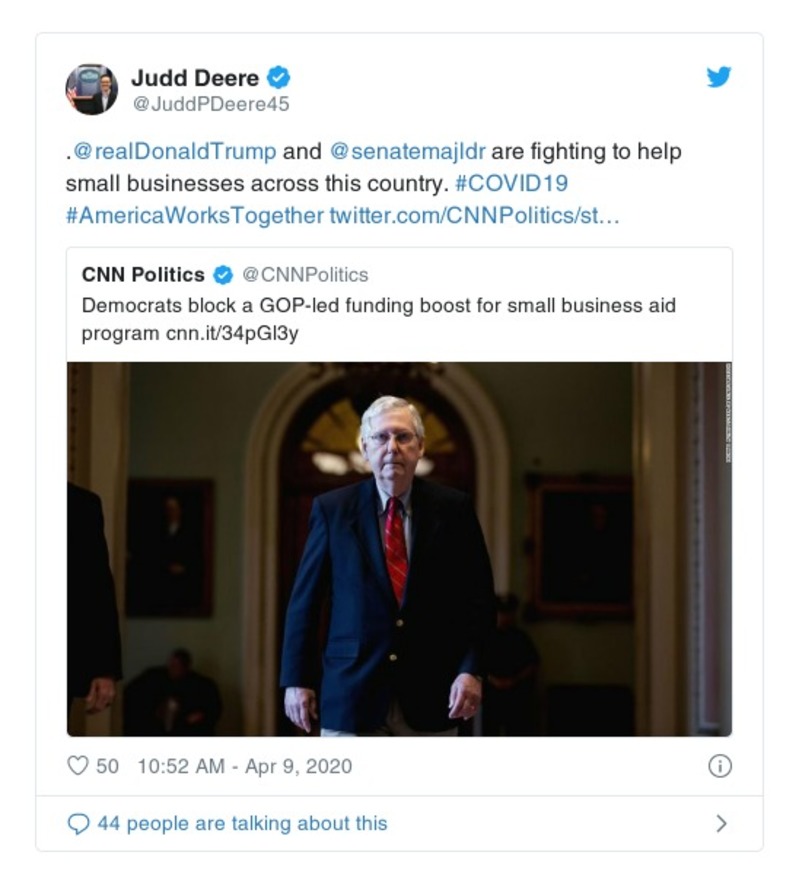 Judd Deere
@JuddPDeere45
.@realDonaldTrump and @senatemajldr are fighting to help
small businesses across this country. #COVID19
#AmericaWorksTogether twitter.com/CNNPolitics/st…
CNN Politics @CNNPolitics
Democrats block a GOP-led funding boost for small business aid
program cnn.it/34pGl3y
50 10:52 AM - Apr 9, 2020
44 people are talking about this